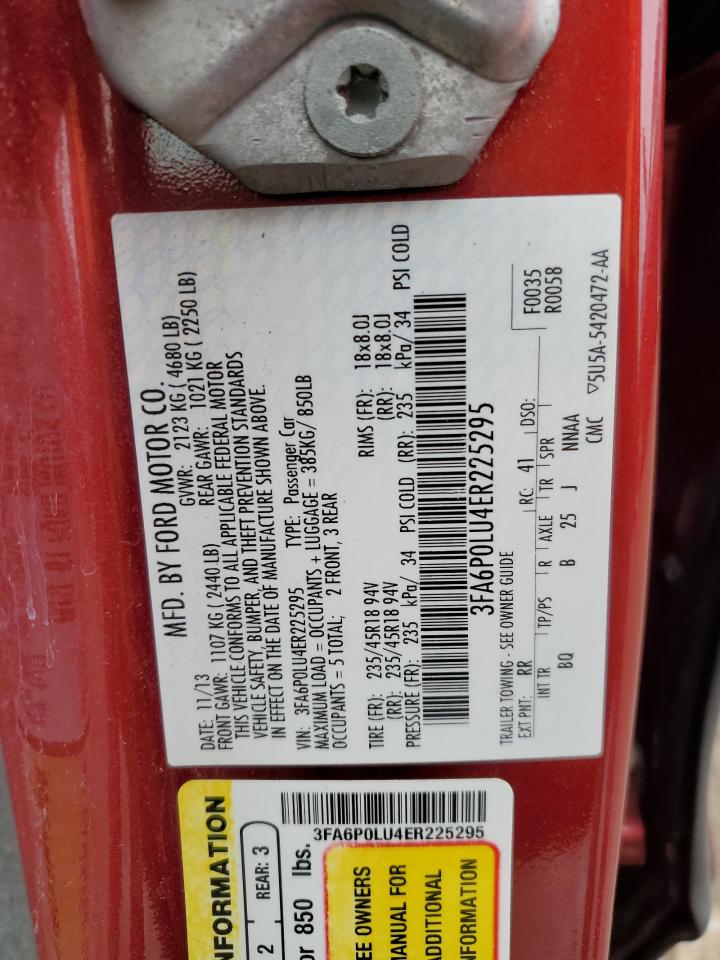 MFD. BY FORD MOTOR CO.
DATE: 11/13 GVWR: 2123 KG ( 4680 LB)
FRONT GAWR: 1107 KG ( 2440 LB) REAR GAWR: 1021 KG ( 2250 LB)
THIS VEHICLE CONFORMS TO ALL APPLICABLE FEDERAL MOTOR
VEHICLE SAFETY, BUMPER, AND THEFT PREVENTION STANDARDS
IN EFFECT ON THE DATE OF MANUFACTURE SHOWN ABOVE.
VIN: 3FA6P0LU4ER225295 TYPE: Passenger Car
MAXIMUM LOAD = OCCUPANTS + LUGGAGE = 385KG/ 850LB
OCCUPANTS = 5 TOTAL; 2 FRONT, 3 REAR
TIRE (FR): 235/45R18 94V RIMS (FR): 18x8.0J
(RR): 235/45R18 94V (RR): 18x8.0J
PRESSURE (FR): 235 kPa/ 34 PSI COLD (RR): 235 kPa/ 34 PSI COLD
3FA6P0LU4ER225295
TRAILER TOWING - SEE OWNER GUIDE
EXT PNT: RR RC: 41 DSO: F0035
R0058
INT TR TP/PS R AXLE TR SPR
BQ B 25 J NNAA
CMC ▽5U5A-5420472-AA
NFORMATION
2 REAR: 3
or 850 lbs.
3FA6P0LU4ER225295
EE OWNERS
MANUAL FOR
ADDITIONAL
NFORMATION